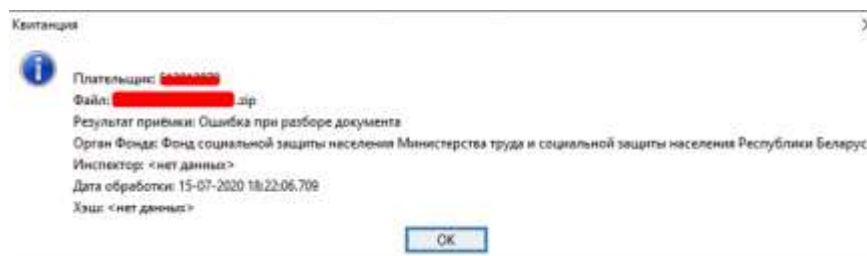 Квитанция
Плательщик:
Файл: .zip
Результат приёмки: Ошибка при разборе документа
Орган Фонда: Фонд социальной защиты населения Министерства труда и социальной защиты населения Республики Беларус
Инспектор: <нет данных>
Дата обработки: 15-07-2020 18:22:06.709
Хэш: <нет данных>
OK